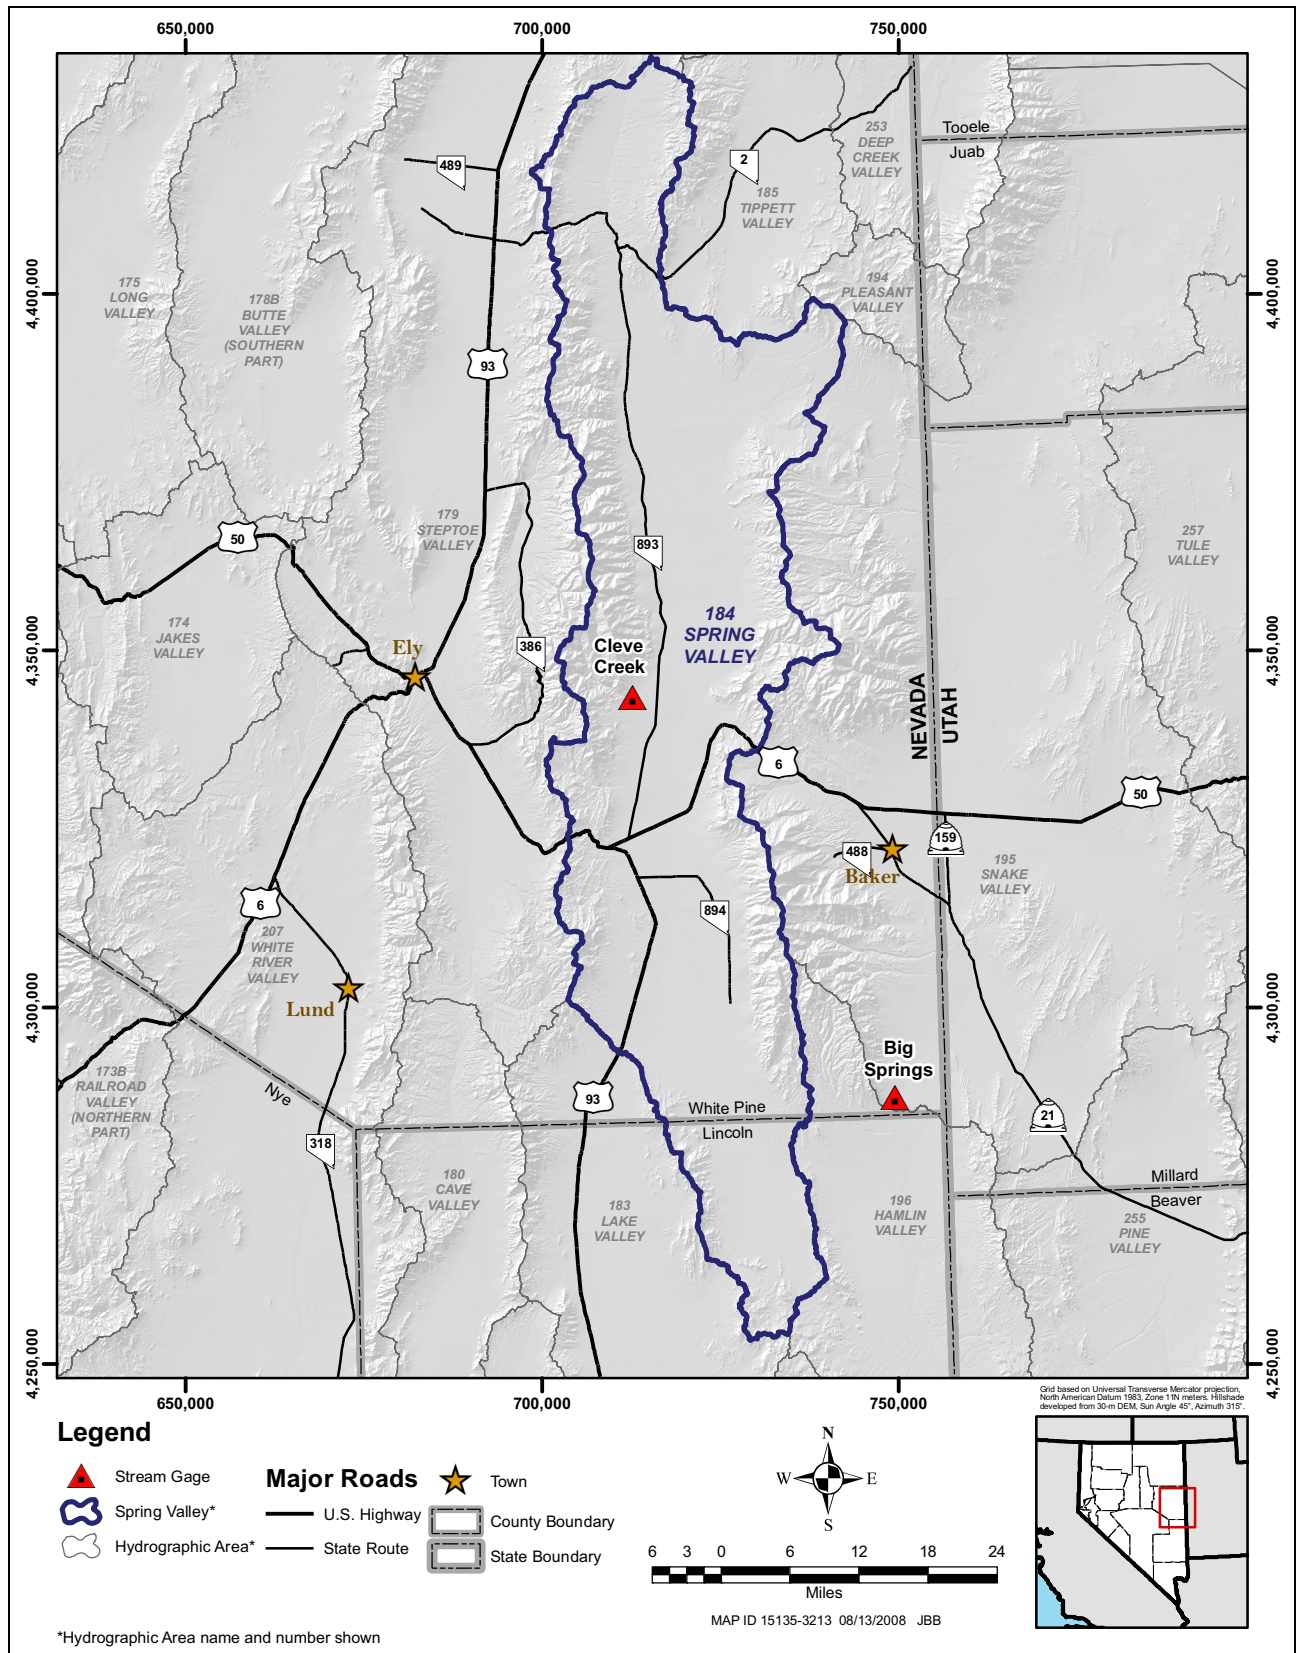 650,000
700,000
750,000
Tooele
Juab
253
DEEP
CREEK
VALLEY
489
2
185
TIPPETT
VALLEY
175
LONG
VALLEY
178B
BUTTE
VALLEY
(SOUTHERN
PART)
194
PLEASANT
VALLEY
4,400,000
4,400,000
93
179
STEPTOE
VALLEY
50
893
257
TULE
VALLEY
174
JAKES
VALLEY
184
SPRING
VALLEY
Ely
386
Cleve
Creek
4,350,000
4,350,000
NEVADA
UTAH
6
50
159
488
Baker
195
SNAKE
VALLEY
6
894
207
WHITE
RIVER
VALLEY
Lund
4,300,000
4,300,000
Big
Springs
173B
RAILROAD
VALLEY
(NORTHERN
PART)
Nye
93
White Pine
Lincoln
21
318
180
CAVE
VALLEY
183
LAKE
VALLEY
196
HAMLIN
VALLEY
Millard
Beaver
255
PINE
VALLEY
4,250,000
4,250,000
650,000
700,000
750,000
Grid based on Universal Transverse Mercator projection,
North American Datum 1983, Zone 11N meters. Hillshade
developed from 30-m DEM, Sun Angle 45°, Azimuth 315°.
Legend
Stream Gage
Spring Valley*
Hydrographic Area*
Major Roads
U.S. Highway
State Route
Town
County Boundary
State Boundary
N
W
E
S
6 3 0 6 12 18 24
Miles
MAP ID 15135-3213 08/13/2008 JBB
*Hydrographic Area name and number shown